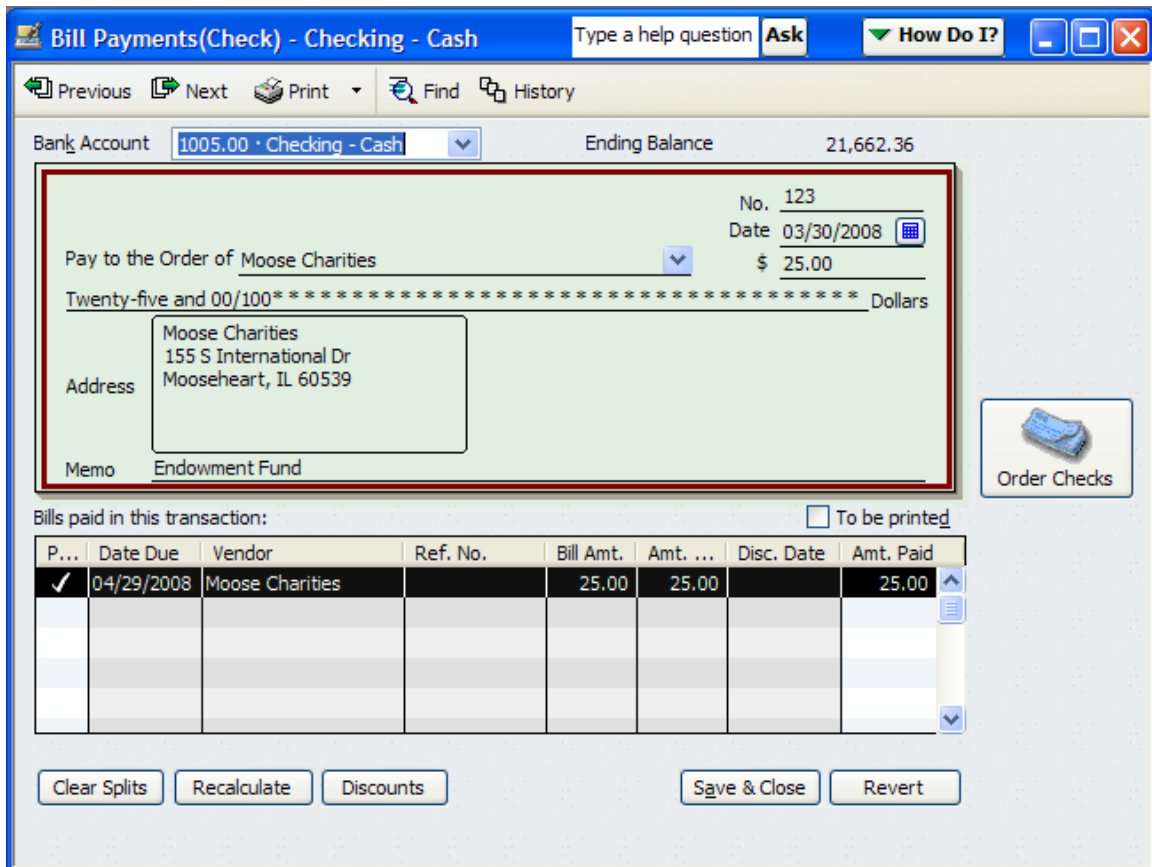 Bill Payments(Check) - Checking - Cash Type a help question Ask How Do I?
Previous Next Print Find History
Bank Account 1005.00 · Checking - Cash Ending Balance 21,662.36
No. 123
Date 03/30/2008
Pay to the Order of Moose Charities $ 25.00
Twenty-five and 00/100* * * * * * * * * * * * * * * * * * * * * * * * * * * * * * * * * * * * * Dollars
Moose Charities
155 S International Dr
Address Mooseheart, IL 60539
Memo Endowment Fund
Order Checks
Bills paid in this transaction: To be printed
P... Date Due Vendor Ref. No. Bill Amt. Amt. ... Disc. Date Amt. Paid
04/29/2008 Moose Charities 25.00 25.00 25.00
Clear Splits Recalculate Discounts Save & Close Revert